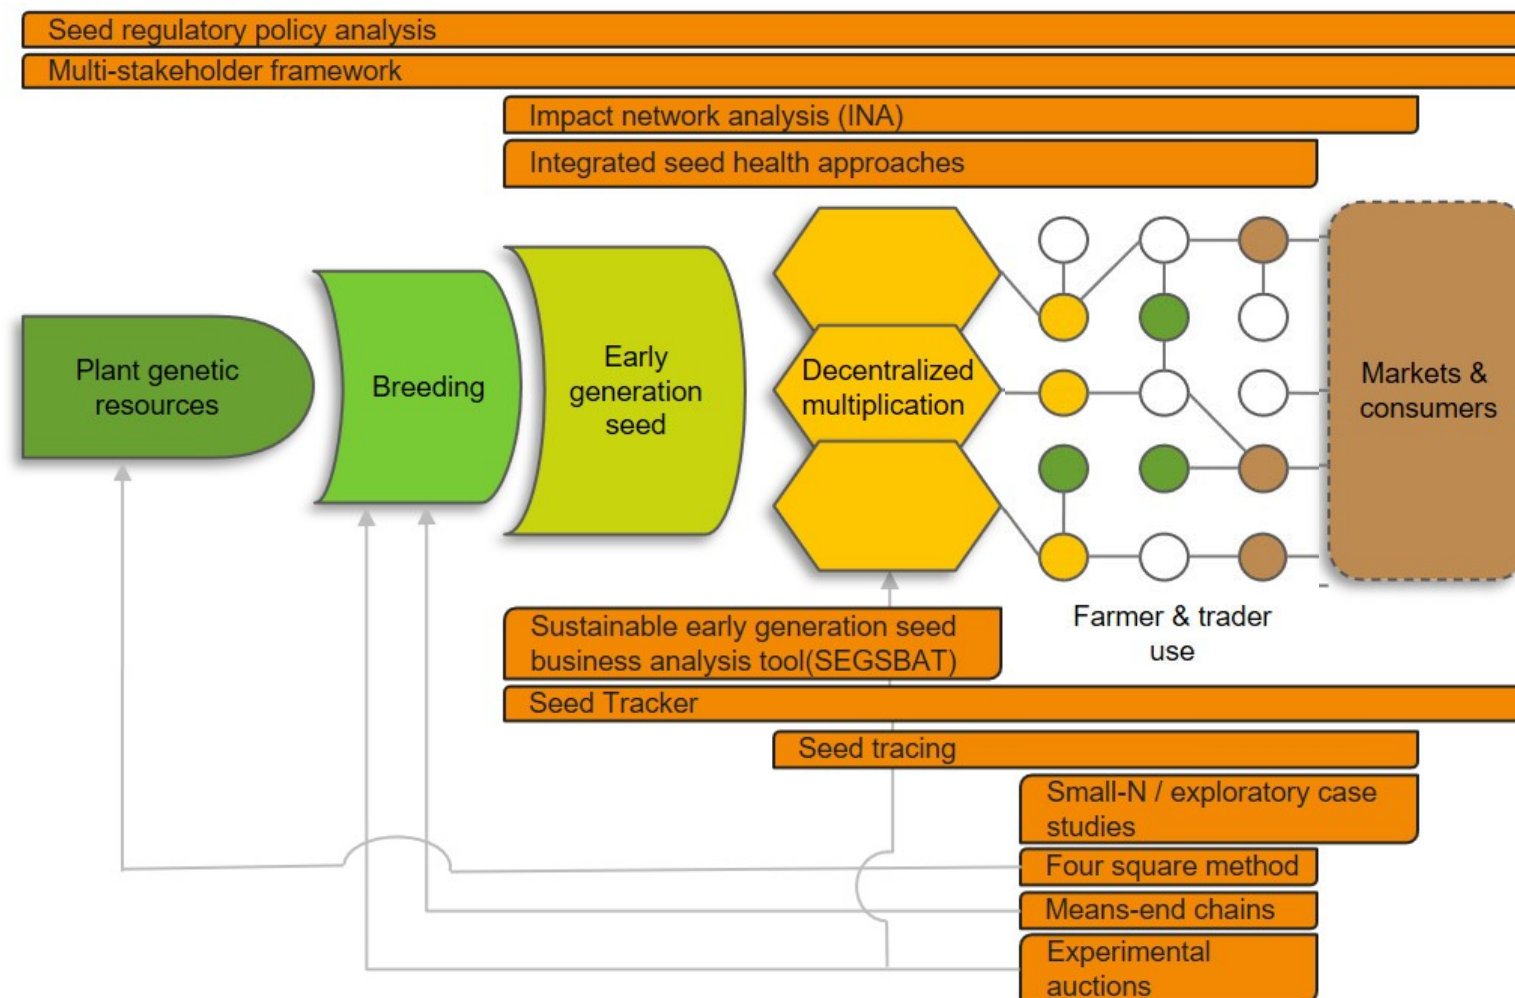 Seed regulatory policy analysis
Multi-stakeholder framework
Impact network analysis (INA)
Integrated seed health approaches
Plant genetic
resources
Breeding
Early
generation
seed
Decentralized
multiplication
Markets &
consumers
Farmer & trader
use
Sustainable early generation seed
business analysis tool(SEGSBAT)
Seed Tracker
Seed tracing
Small-N / exploratory case
studies
Four square method
Means-end chains
Experimental
auctions